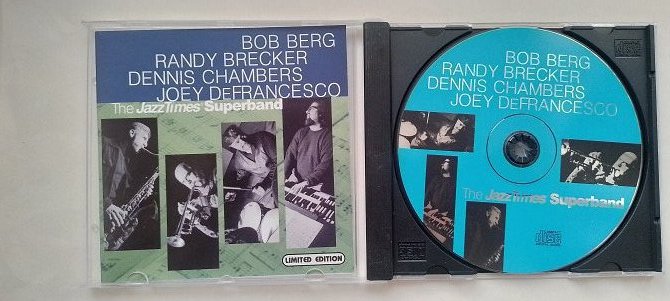 BOB BERG
RANDY BRECKER
DENNIS CHAMBERS
JOEY DEFRANCESCO
The JazzTimes Superband
LIMITED EDITION
BOB BERG
RANDY BRECKER
DENNIS CHAMBERS
JOEY DEFRANCESCO
The JazzTimes Superband